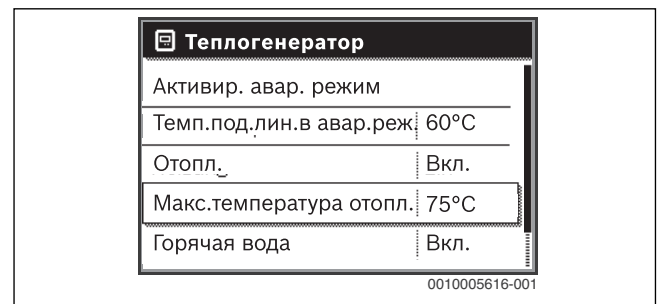 Теплогенератор
Активир. авар. режим
Темп.под.лин.в авар.реж. 60°C
Отопл. Вкл.
Макс.температура отопл. 75°C
Горячая вода Вкл.
0010005616-001